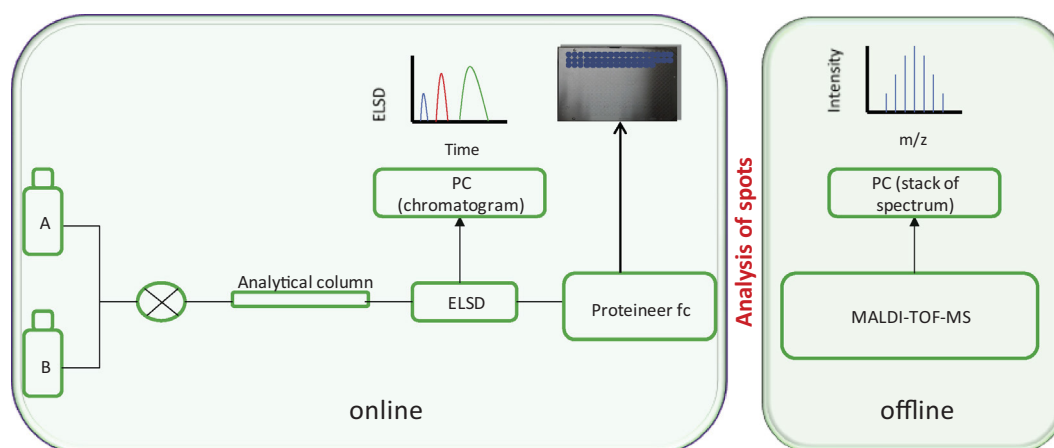 ELSD
Time
PC
(chromatogram)
A
B
Analytical column
ELSD
Proteineer fc
online
Analysis of spots
Intensity
m/z
PC (stack of
spectrum)
MALDI-TOF-MS
offline